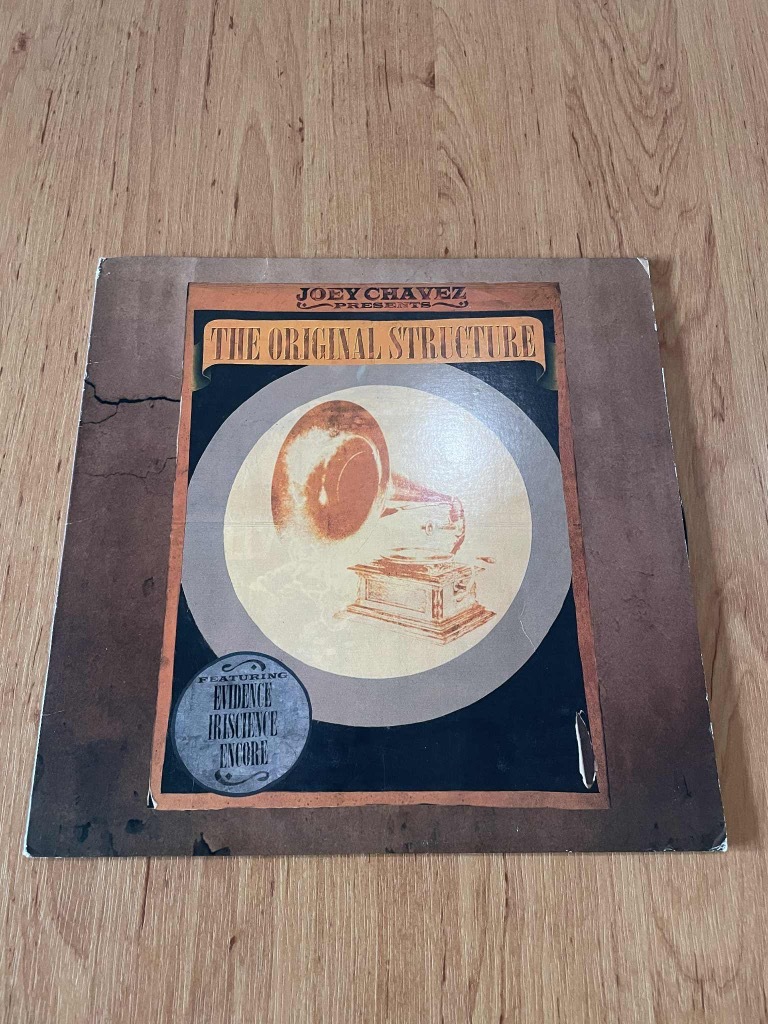 JOEY CHAVEZ
PRESENTS
THE ORIGINAL STRUCTURE
FEATURING
EVIDENCE
IRISCIENCE
ENCORE